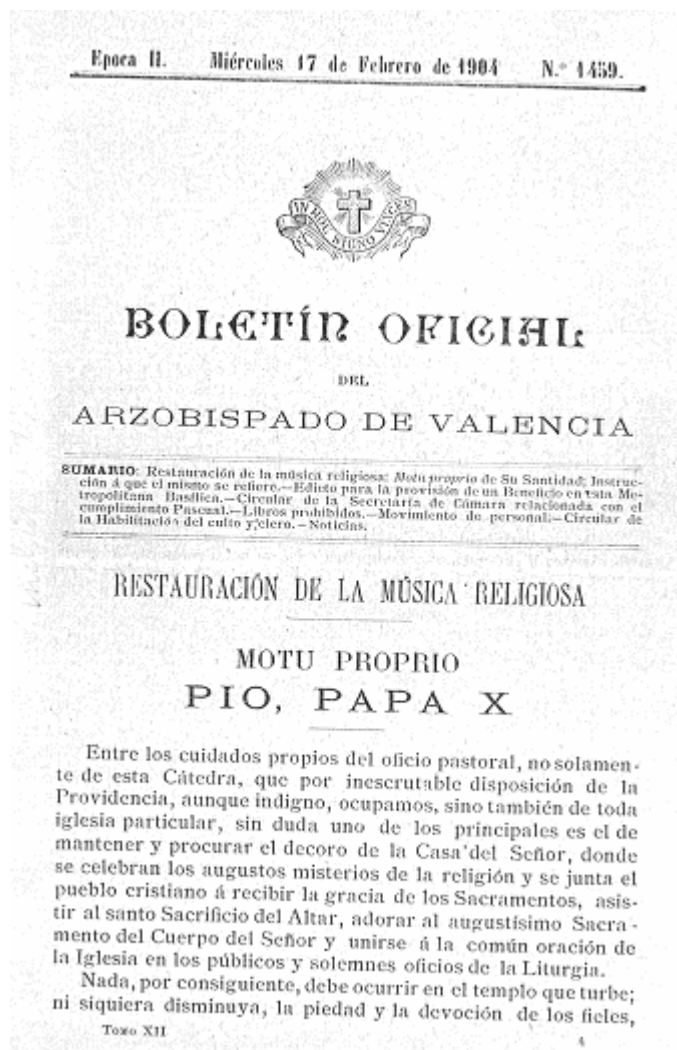 Epoca II. Miércoles 17 de Febrero de 1904 N.° 1459.
IN HOC SIGNO VINCES
BOLETÍN OFICIAL
DEL
ARZOBISPADO DE VALENCIA
SUMARIO: Restauración de la música religiosa: Motu proprio de Su Santidad; Instruc-
ción á que el mismo se refiere.—Edicto para la provisión de un Beneficio en esta Me-
tropolitana Basílica.—Circular de la Secretaría de Cámara relacionada con el
cumplimiento Pascual.—Libros prohibidos.—Movimiento de personal.—Circular de
la Habilitación del culto y clero.—Noticias.
RESTAURACIÓN DE LA MÚSICA RELIGIOSA
MOTU PROPRIO
PIO, PAPA X
Entre los cuidados propios del oficio pastoral, no solamen-
te de esta Cátedra, que por inescrutable disposición de la
Providencia, aunque indigno, ocupamos, sino también de toda
iglesia particular, sin duda uno de los principales es el de
mantener y procurar el decoro de la Casa del Señor, donde
se celebran los augustos misterios de la religión y se junta el
pueblo cristiano á recibir la gracia de los Sacramentos, asis-
tir al santo Sacrificio del Altar, adorar al augustísimo Sacra-
mento del Cuerpo del Señor y unirse á la común oración de
la Iglesia en los públicos y solemnes oficios de la Liturgia.
Nada, por consiguiente, debe ocurrir en el templo que turbe;
ni siquiera disminuya, la piedad y la devoción de los fieles,
Tomo XII
4